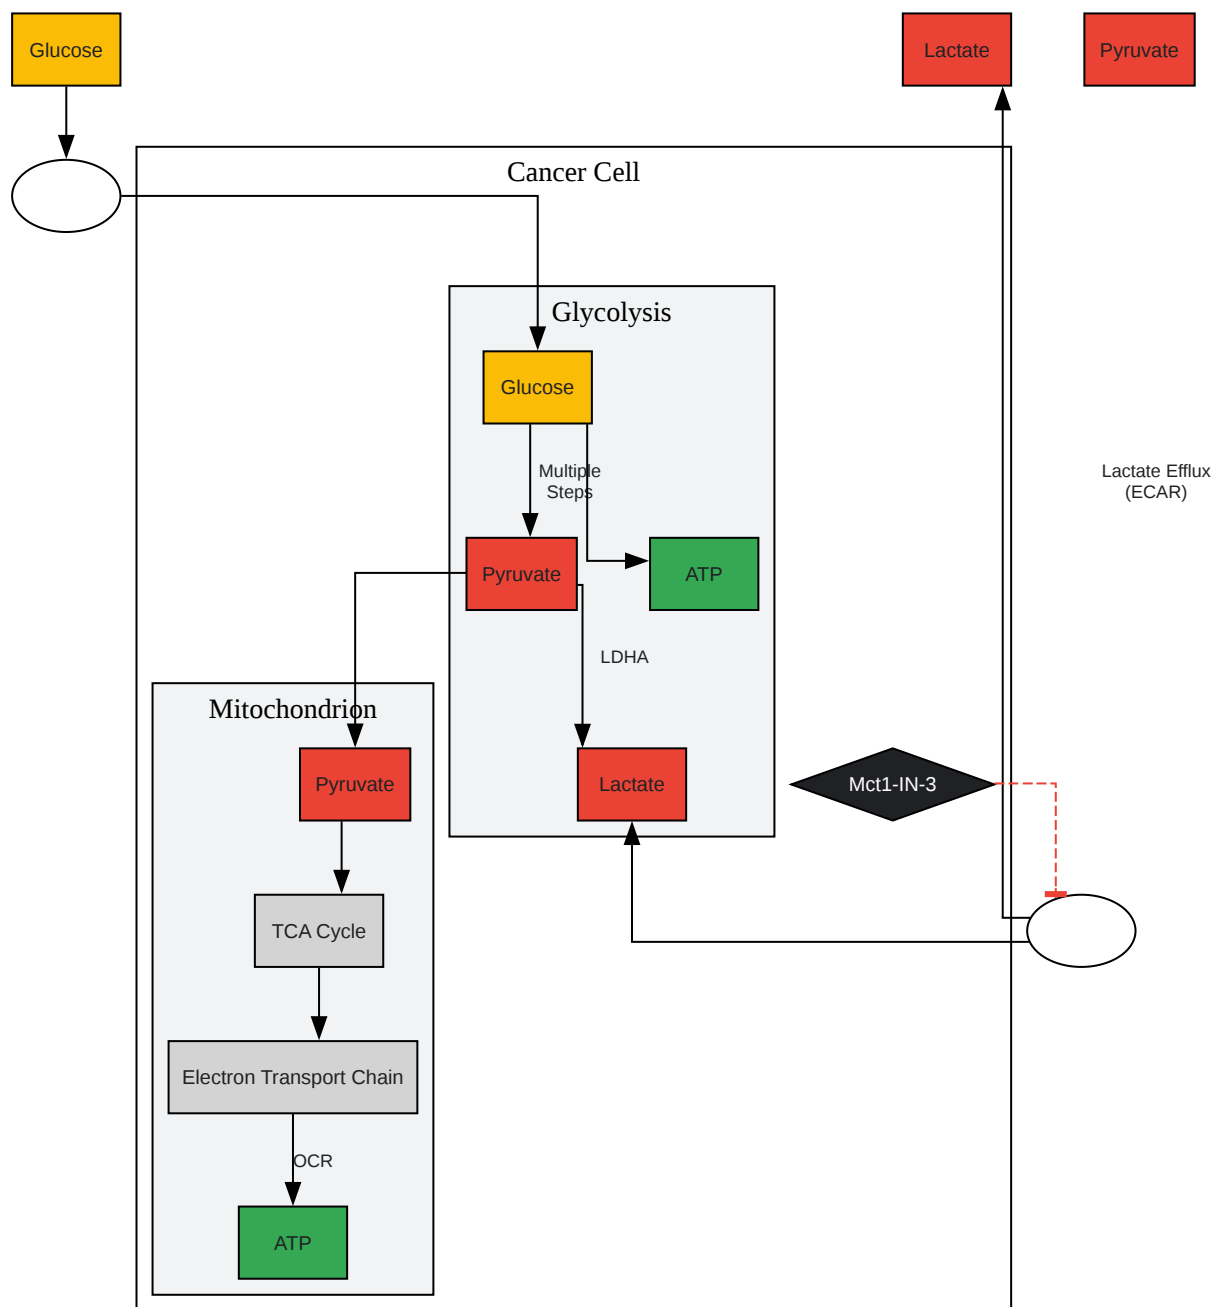 Glucose
Lactate
Pyruvate
Cancer Cell
Glycolysis
Glucose
Multiple
Steps
Lactate Efflux
(ECAR)
Pyruvate
ATP
LDHA
Mitochondrion
Pyruvate
Lactate
Mct1-IN-3
TCA Cycle
Electron Transport Chain
OCR
ATP